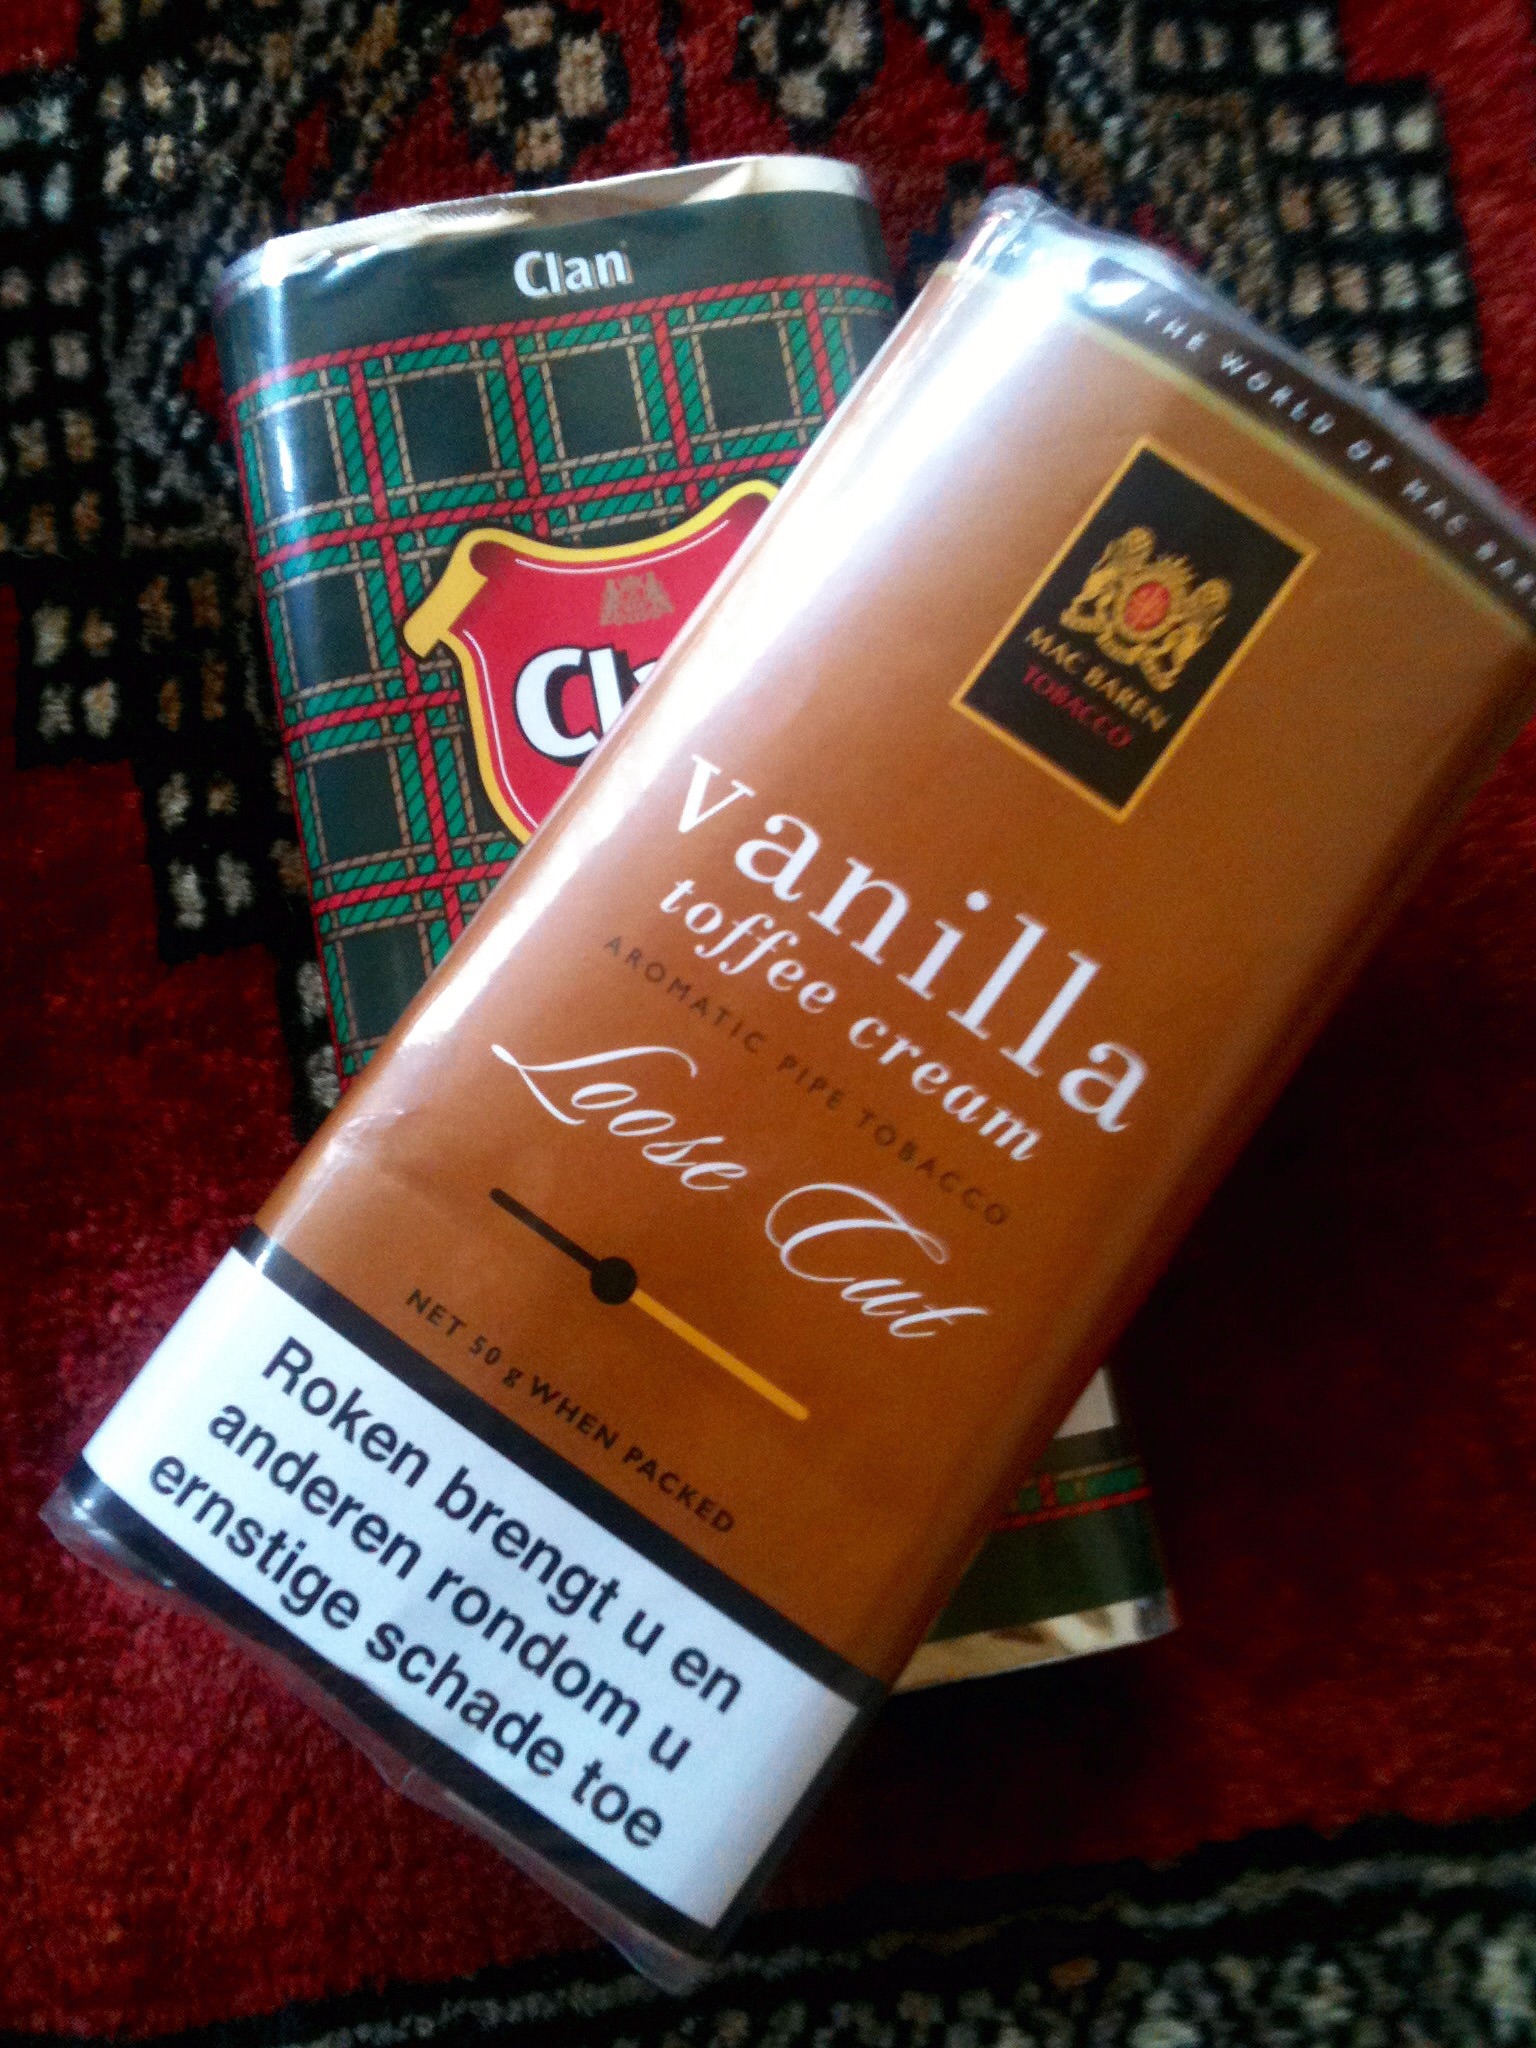 Clan
THE WORLD OF MAC BAR
MAC BAREN
TOBACCO
vanilla
toffee cream
AROMATIC PIPE TOBACCO
Loose Cut
NET 50 g WHEN PACKED
Roken brengt u en
anderen rondom u
ernstige schade toe